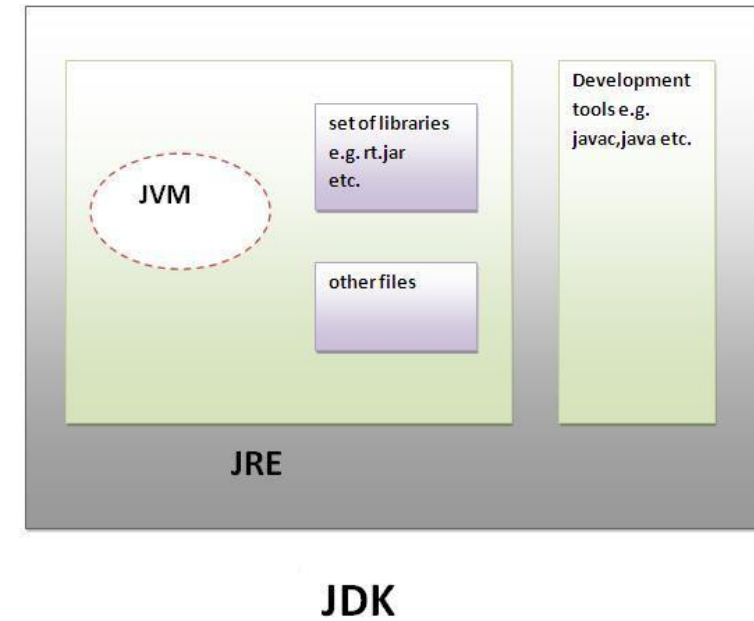 JVM
set of libraries
e.g. rt.jar
etc.
other files
JRE
Development
tools e.g.
javac,java etc.
JDK